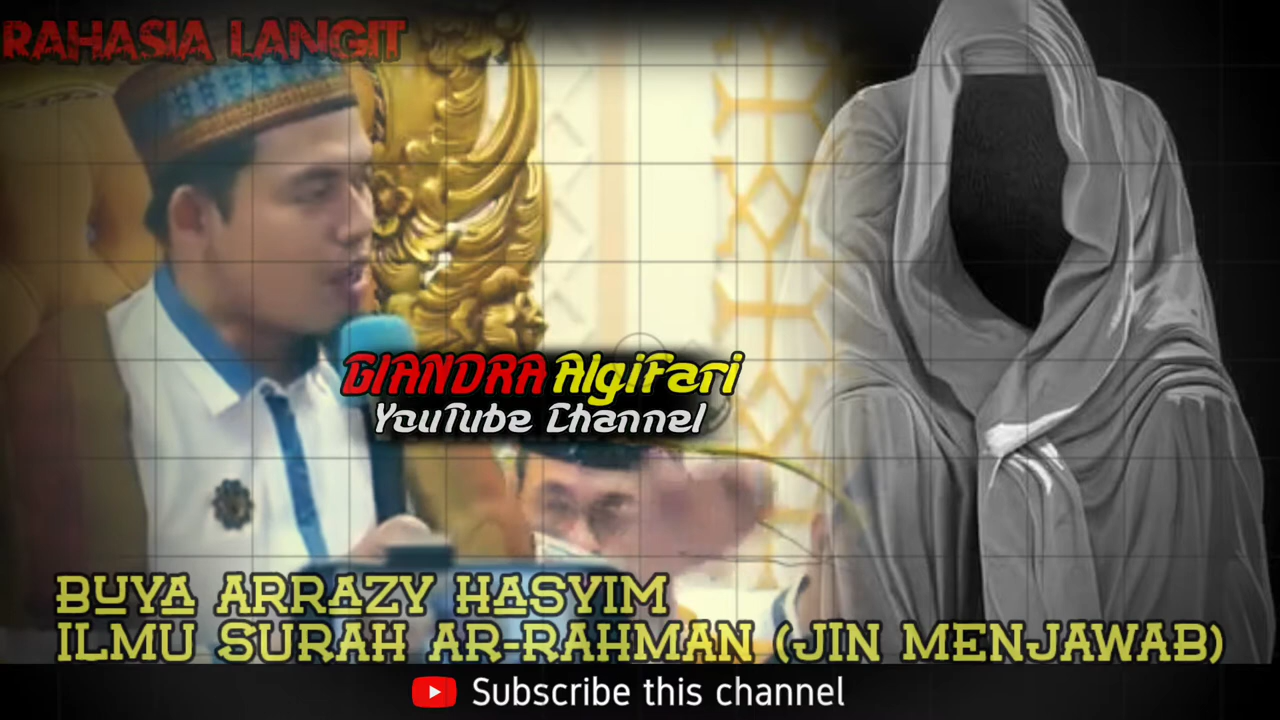 RAHASIA LANGIT
GIANDRA AlgiFari
YouTube Channel
BUYA ARRAZY HASYIM
ILMU SURAH AR-RAHMAN (JIN MENJAWAB)
Subscribe this channel